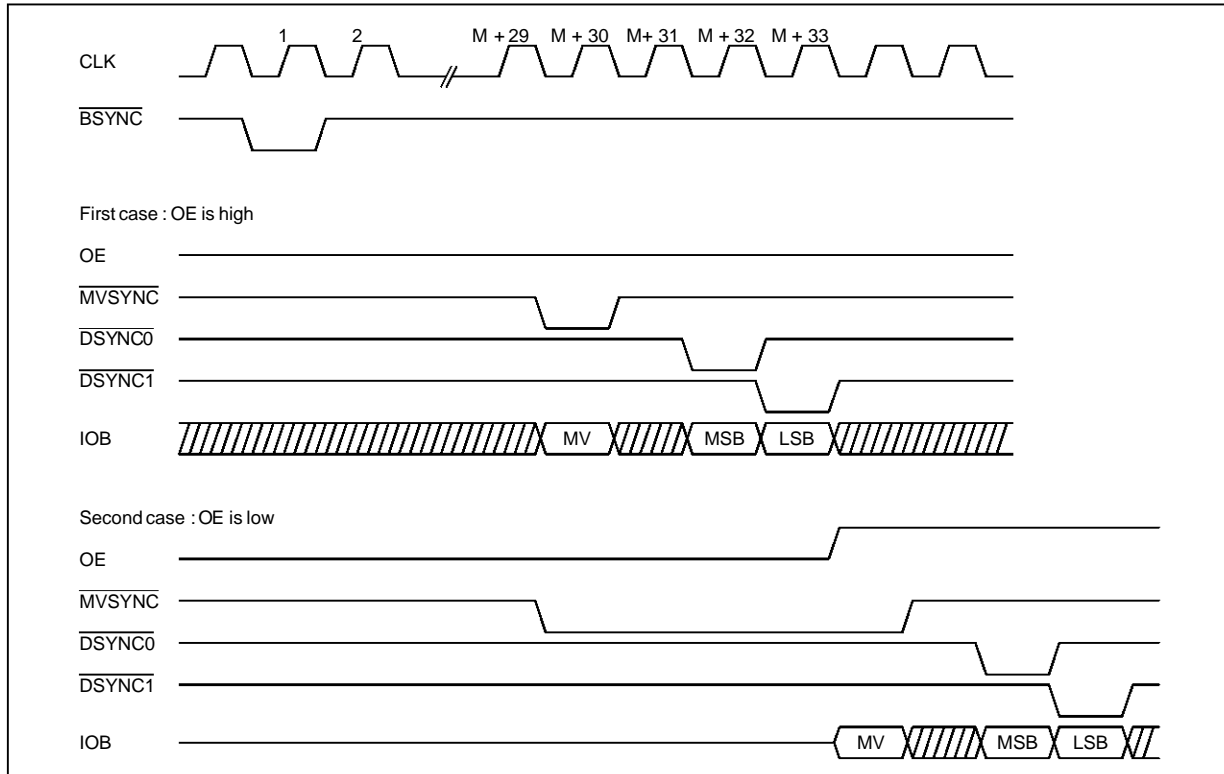 1 2 M + 29 M + 30 M+ 31 M + 32 M + 33
CLK
BSYNC
First case : OE is high
OE
MVSYNC
DSYNC0
DSYNC1
IOB MV MSB LSB
Second case : OE is low
OE
MVSYNC
DSYNC0
DSYNC1
IOB MV MSB LSB